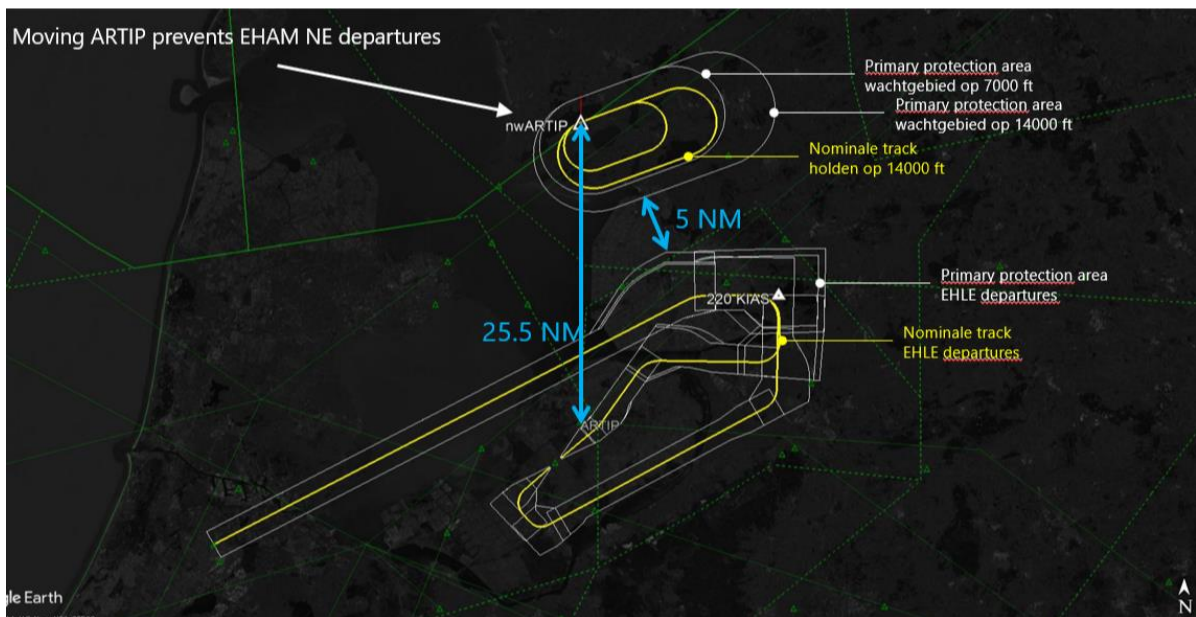 Moving ARTIP prevents EHAM NE departures
Primary protection area
wachtgebied op 7000 ft
Primary protection area
wachtgebied op 14000 ft
nwARTIP
Nominale track
holden op 14000 ft
5 NM
Primary protection area
EHLE departures
220 KIAS
25.5 NM
Nominale track
EHLE departures
ARTIP
gle Earth
N